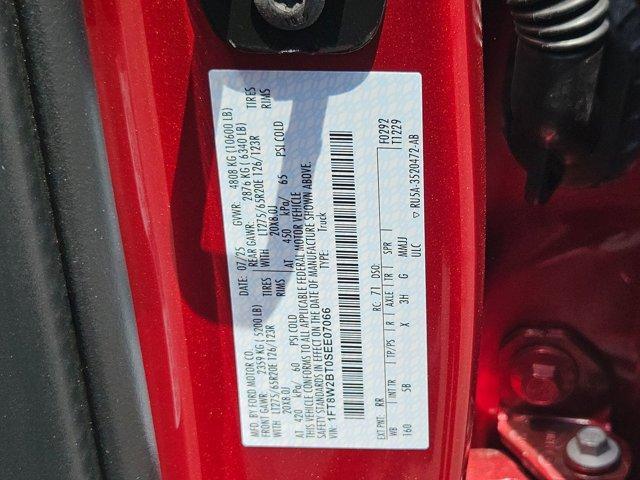 MFD. BY FORD MOTOR CO. DATE: 07/25 GVWR: 4808 KG (10600 LB)
FRONT GAWR: 2359 KG (5200 LB) REAR GAWR: 2876 KG (6340 LB)
WITH LT275/65R20E 126/123R TIRES WITH LT275/65R20E 126/123R TIRES
20X8.0J RIMS 20X8.0J RIMS
AT 420 kPa/ 60 PSI COLD AT 450 kPa/ 65 PSI COLD
THIS VEHICLE CONFORMS TO ALL APPLICABLE FEDERAL MOTOR VEHICLE
SAFETY STANDARDS IN EFFECT ON THE DATE OF MANUFACTURE SHOWN ABOVE.
VIN: 1FT8W2BT0SEE07066 TYPE: Truck
F0292
T1229
EXT PNT: RR RC: 71 DSO:
WB INT TR TP/PS R AXLE TR SPR
160 5B X 3H G MMJJ
ULC RU5A-3520472-AB